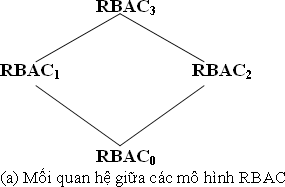 RBAC₃
RBAC₁ RBAC₂
RBAC₀
(a) Mối quan hệ giữa các mô hình RBAC